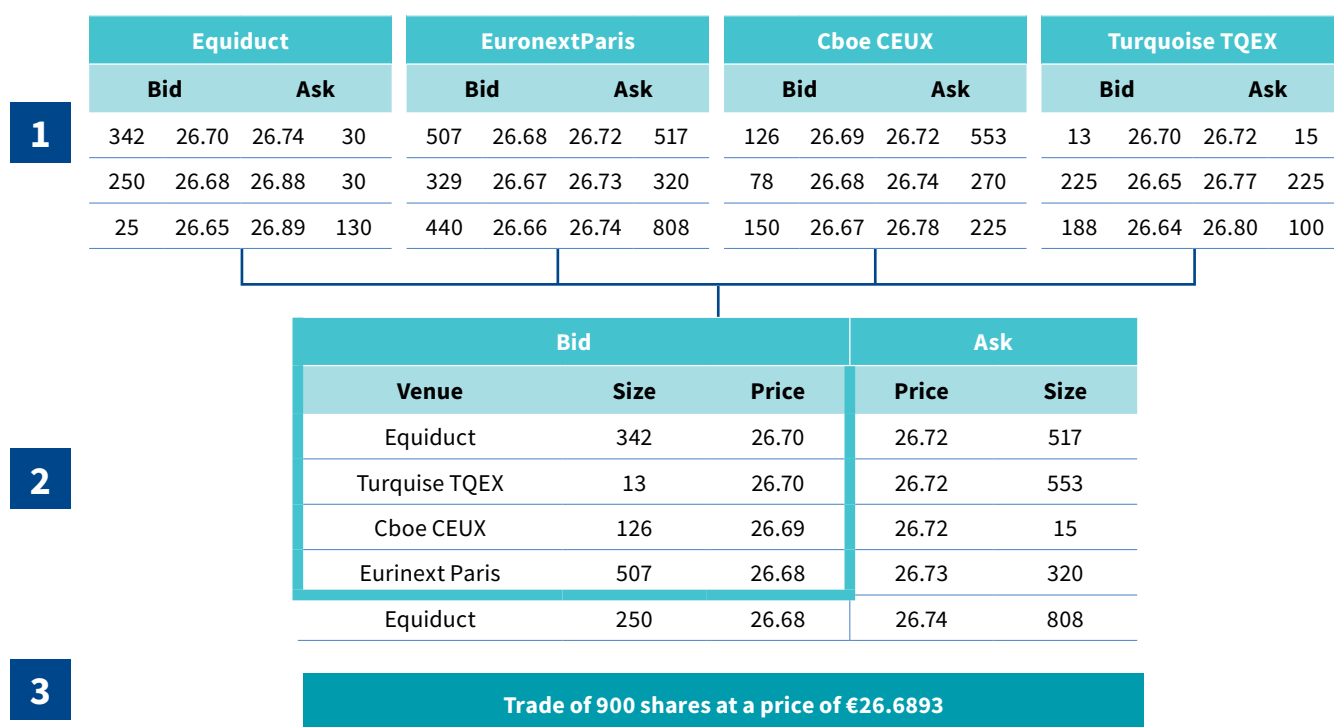 Equiduct EuronextParis Cboe CEUX Turquoise TQEX
Bid Ask Bid Ask Bid Ask Bid Ask
1
342 26.70 26.74 30 507 26.68 26.72 517 126 26.69 26.72 553 13 26.70 26.72 15
250 26.68 26.88 30 329 26.67 26.73 320 78 26.68 26.74 270 225 26.65 26.77 225
25 26.65 26.89 130 440 26.66 26.74 808 150 26.67 26.78 225 188 26.64 26.80 100
Bid Ask
Venue Size Price Price Size
Equiduct 342 26.70 26.72 517
2
Turquise TQEX 13 26.70 26.72 553
Cboe CEUX 126 26.69 26.72 15
Eurinext Paris 507 26.68 26.73 320
Equiduct 250 26.68 26.74 808
3
Trade of 900 shares at a price of €26.6893